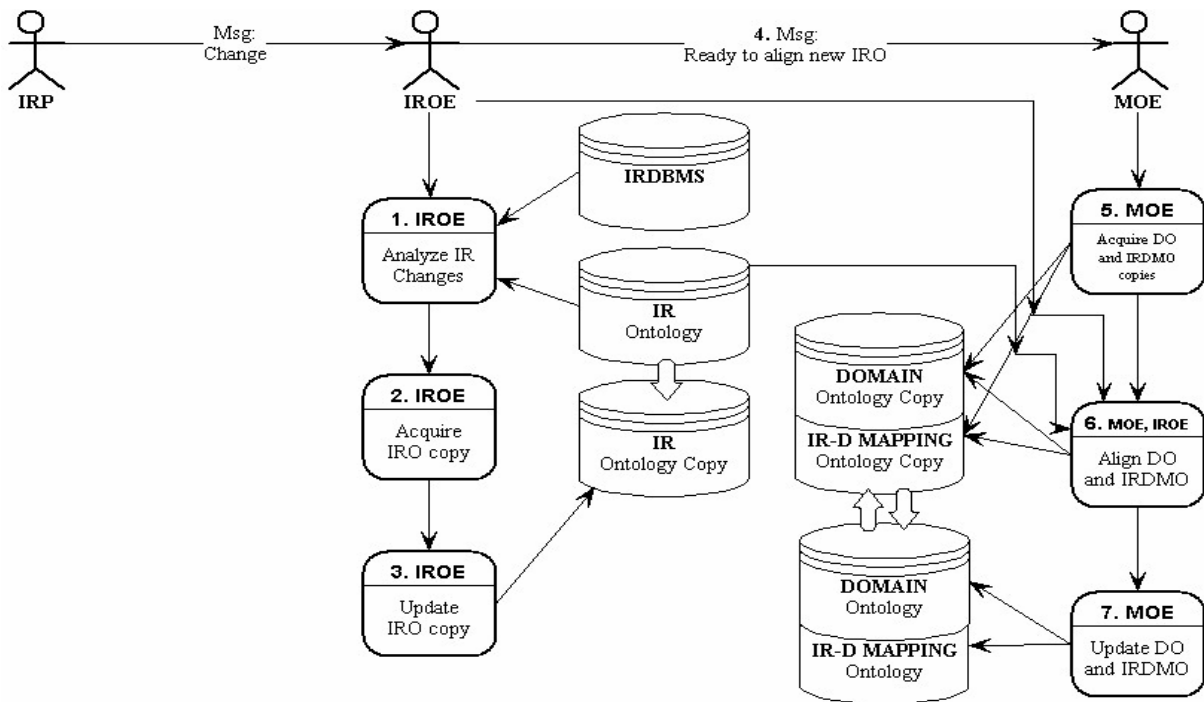 Msg:
Change
4. Msg:
Ready to align new IRO
IRP
IROE
MOE
IRDBMS
1. IROE
Analyze IR
Changes
5. MOE
Acquire DO
and IRDMO
copies
IR
Ontology
DOMAIN
Ontology Copy
IR-D MAPPING
Ontology Copy
2. IROE
Acquire
IRO copy
IR
Ontology Copy
6. MOE, IROE
Align DO
and IRDMO
3. IROE
Update
IRO copy
DOMAIN
Ontology
IR-D MAPPING
Ontology
7. MOE
Update DO
and IRDMO